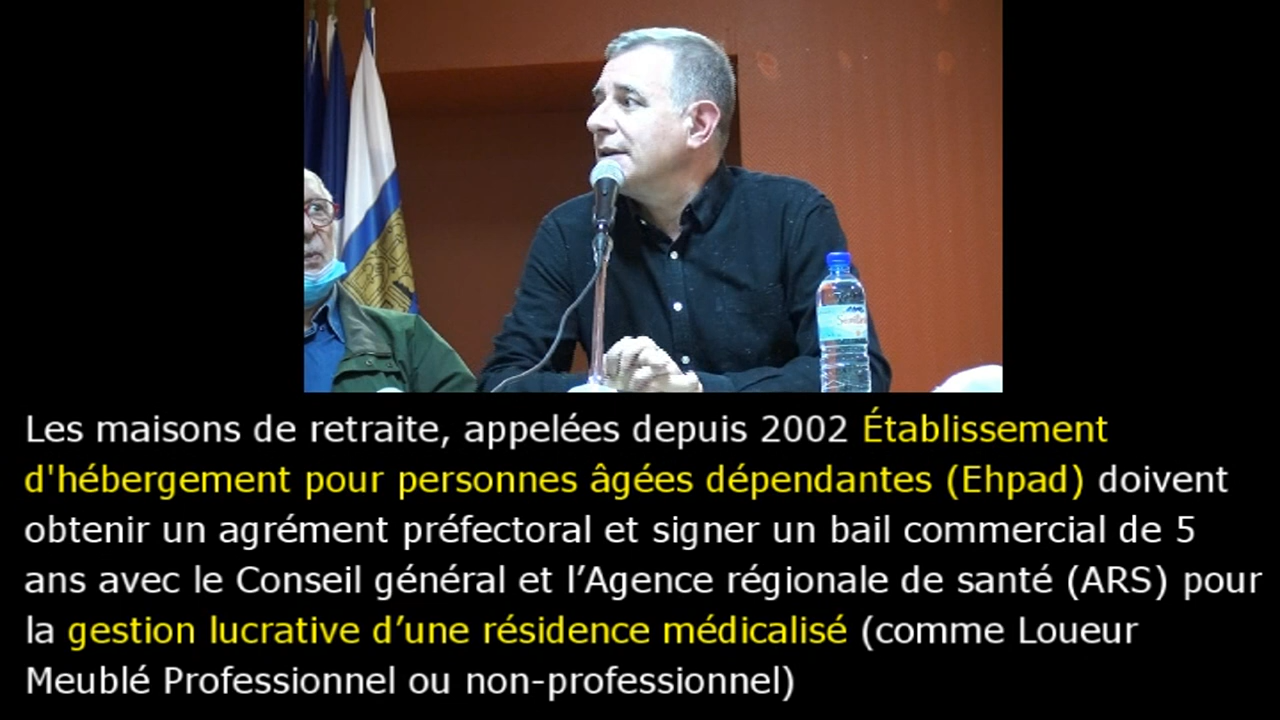 Les maisons de retraite, appelées depuis 2002 Établissement
d'hébergement pour personnes âgées dépendantes (Ehpad) doivent
obtenir un agrément préfectoral et signer un bail commercial de 5
ans avec le Conseil général et l’Agence régionale de santé (ARS) pour
la gestion lucrative d’une résidence médicalisé (comme Loueur
Meublé Professionnel ou non-professionnel)